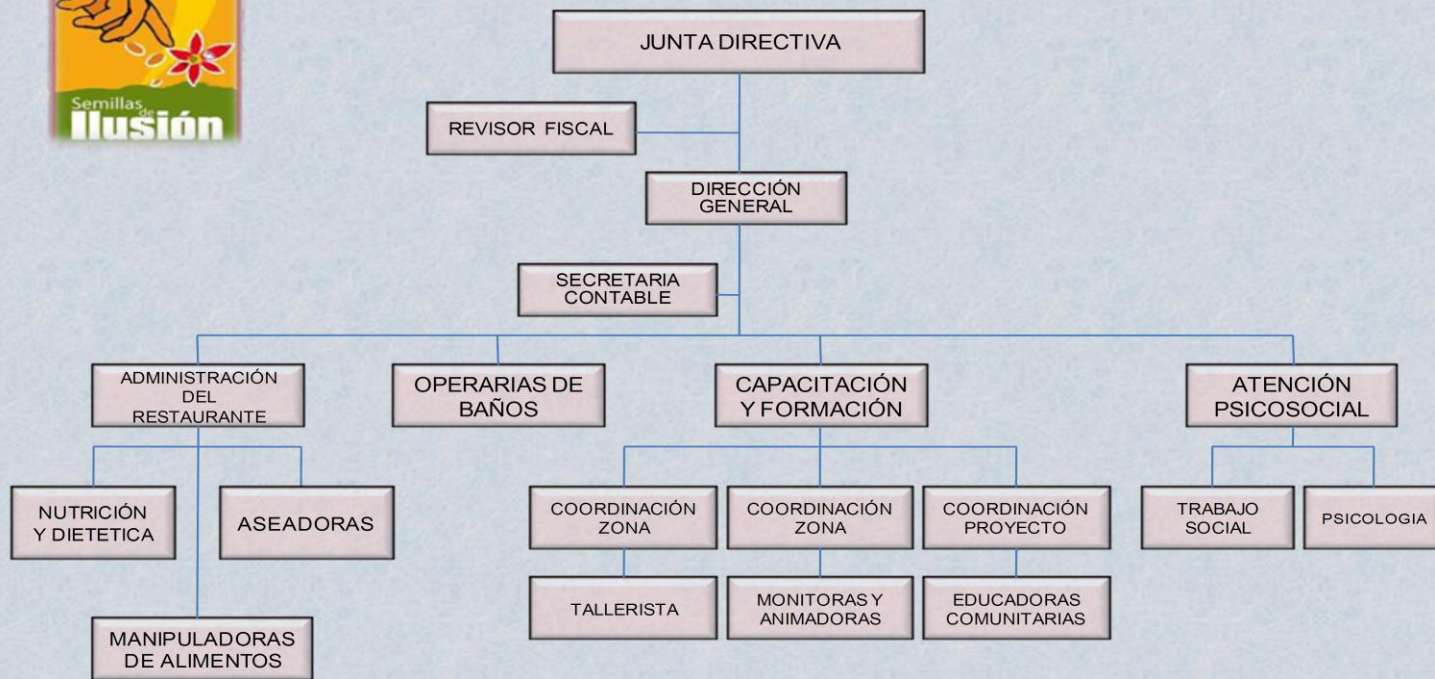 Semillas
de
Ilusión
JUNTA DIRECTIVA
REVISOR FISCAL
DIRECCIÓN
GENERAL
SECRETARIA
CONTABLE
ADMINISTRACIÓN
DEL
RESTAURANTE
OPERARIAS DE
BAÑOS
CAPACITACIÓN
Y FORMACIÓN
ATENCIÓN
PSICOSOCIAL
NUTRICIÓN
Y DIETETICA
ASEADORAS
COORDINACIÓN
ZONA
COORDINACIÓN
ZONA
COORDINACIÓN
PROYECTO
TRABAJO
SOCIAL
PSICOLOGIA
TALLERISTA
MONITORAS Y
ANIMADORAS
EDUCADORAS
COMUNITARIAS
MANIPULADORAS
DE ALIMENTOS